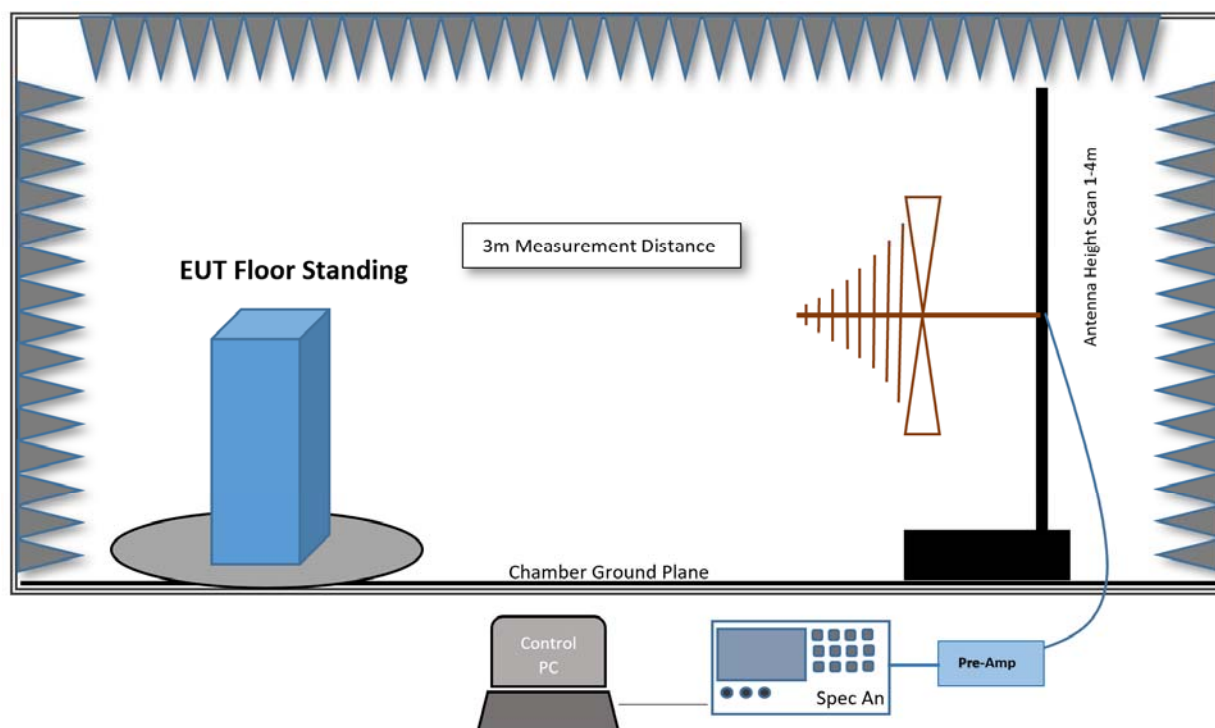 Antenna Height Scan 1-4m
3m Measurement Distance
EUT Floor Standing
Chamber Ground Plane
Control
PC
Spec An
Pre-Amp